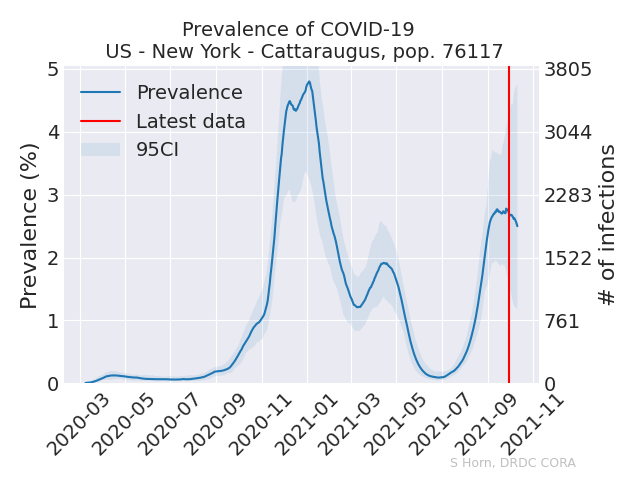 Prevalence of COVID-19
US - New York - Cattaraugus, pop. 76117
Prevalence
Latest data
95CI
Prevalence (%)
5
4
3
2
1
0
3805
3044
2283
1522
761
0
# of infections
2020-03
2020-05
2020-07
2020-09
2020-11
2021-01
2021-03
2021-05
2021-07
2021-09
2021-11
S Horn, DRDC CORA